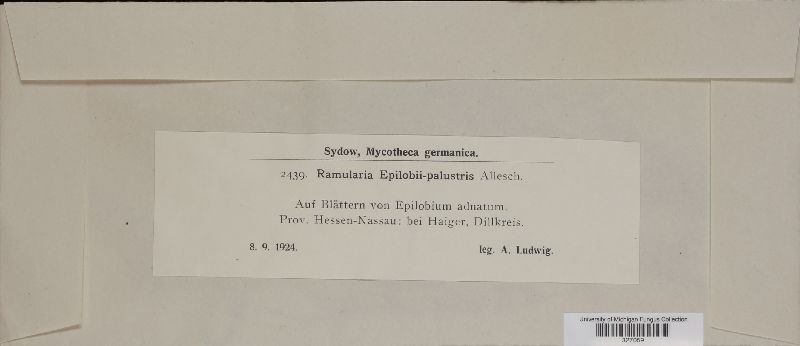 Sydow, Mycotheca germanica.
2439. Ramularia Epilobii-palustris Allesch.
Auf Blättern von Epilobium adnatum.
Prov. Hessen-Nassau: bei Haiger, Dillkreis.
8. 9. 1924. leg. A. Ludwig.
University of Michigan Fungus Collection
327059